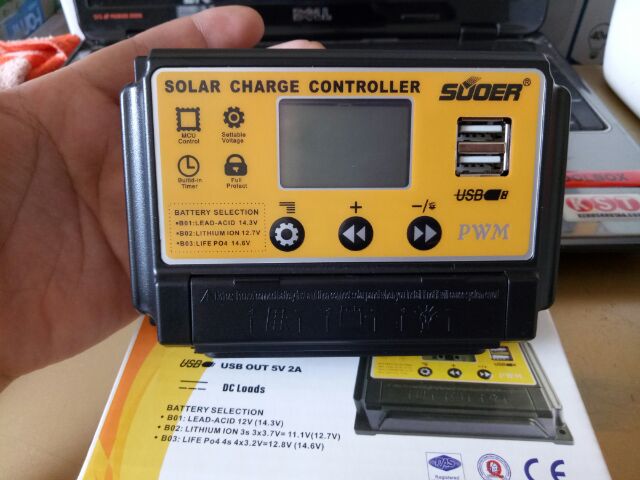 DELL
SOLAR CHARGE CONTROLLER
SUOER®
MCU
Control
Settable
Voltage
Build-in
Timer
Full
Protect
USB
BATTERY SELECTION
•B01:LEAD-ACID 14.3V
•B02:LITHIUM ION 12.7V
•B03:LIFE PO4 14.6V
+
−/
PWM
KSU
USB USB OUT 5V 2A
DC Loads
BATTERY SELECTION
• B01: LEAD-ACID 12V (14.3V)
• B02: LITHIUM ION 3s 3x3.7V= 11.1V(12.7V)
• B03: LIFE Po4 4s 4x3.2V=12.8V (14.6V)
PWM
Registered
CE